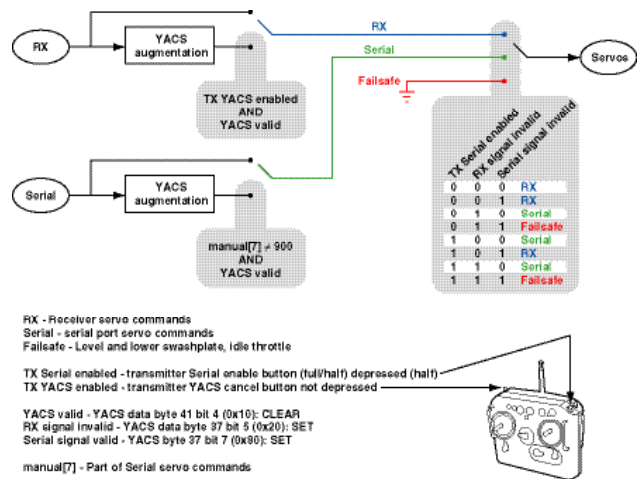 RX
YACS
augmentation
RX
Serial
Failsafe
Servos
TX YACS enabled
AND
YACS valid
TX Serial enabled
RX signal invalid
Serial signal invalid
0 0 0 RX
0 0 1 RX
0 1 0 Serial
0 1 1 Failsafe
1 0 0 Serial
1 0 1 RX
1 1 0 Serial
1 1 1 Failsafe
Serial
YACS
augmentation
manual[7] ≠ 900
AND
YACS valid
RX - Receiver servo commands
Serial - serial port servo commands
Failsafe - Level and lower swashplate, idle throttle
TX Serial enabled - transmitter Serial enable button (full/half) depressed (half)
TX YACS enabled - transmitter YACS cancel button not depressed
YACS valid - YACS data byte 41 bit 4 (0x10): CLEAR
RX signal invalid - YACS data byte 37 bit 5 (0x20): SET
Serial signal valid - YACS byte 37 bit 7 (0x80): SET
manual[7] - Part of Serial servo commands